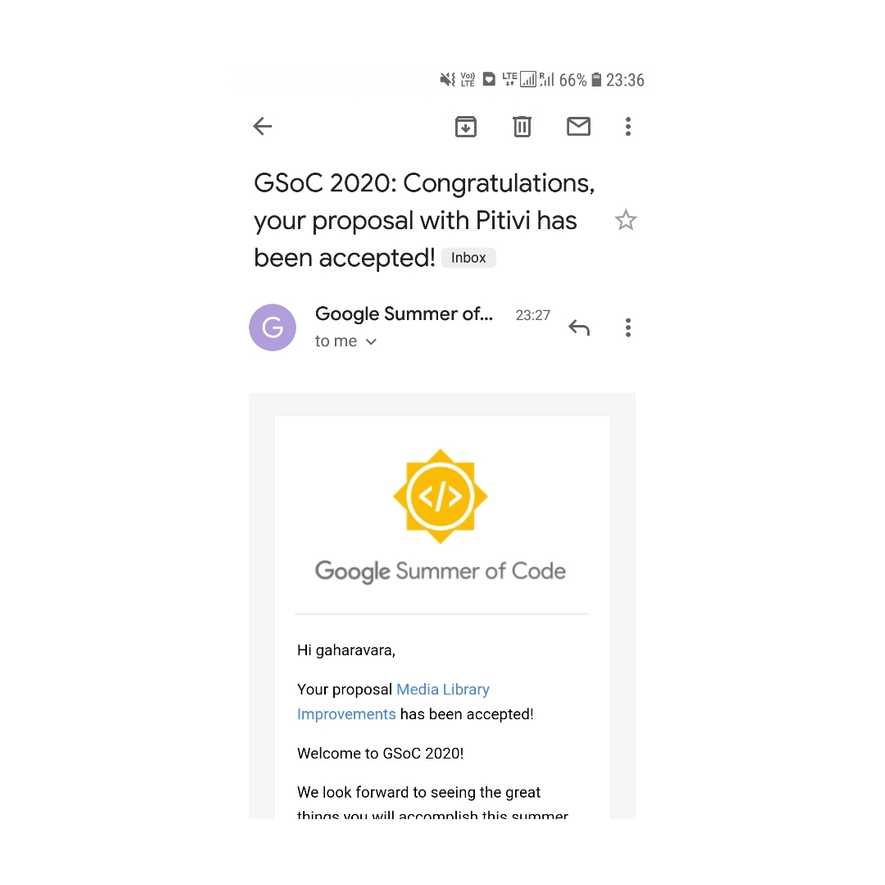 Vo) LTE LTE R 66% 23:36
GSoC 2020: Congratulations,
your proposal with Pitivi has
been accepted! Inbox
G Google Summer of... 23:27
to me
</>
Google Summer of Code
Hi gaharavara,
Your proposal Media Library
Improvements has been accepted!
Welcome to GSoC 2020!
We look forward to seeing the great
things you will accomplish this summer